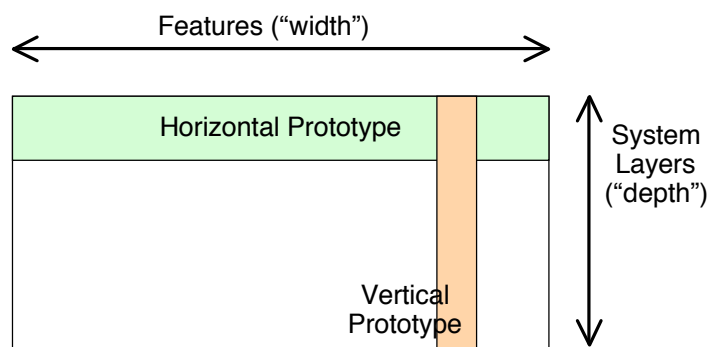 Features (“width”)
Horizontal Prototype
System
Layers
(“depth”)
Vertical
Prototype